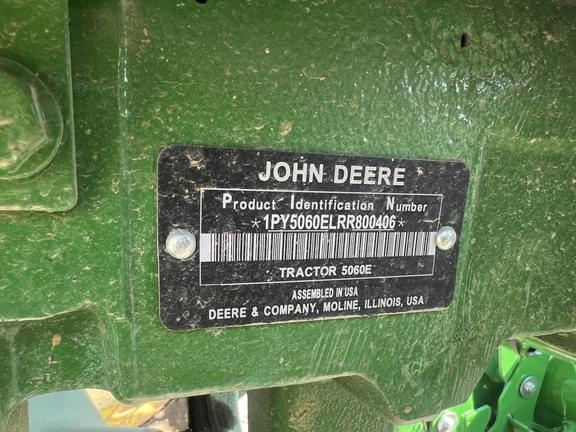 JOHN DEERE
Product Identification Number
*1PY5060ELRR800406*
TRACTOR 5060E
ASSEMBLED IN USA
DEERE & COMPANY, MOLINE, ILLINOIS, USA